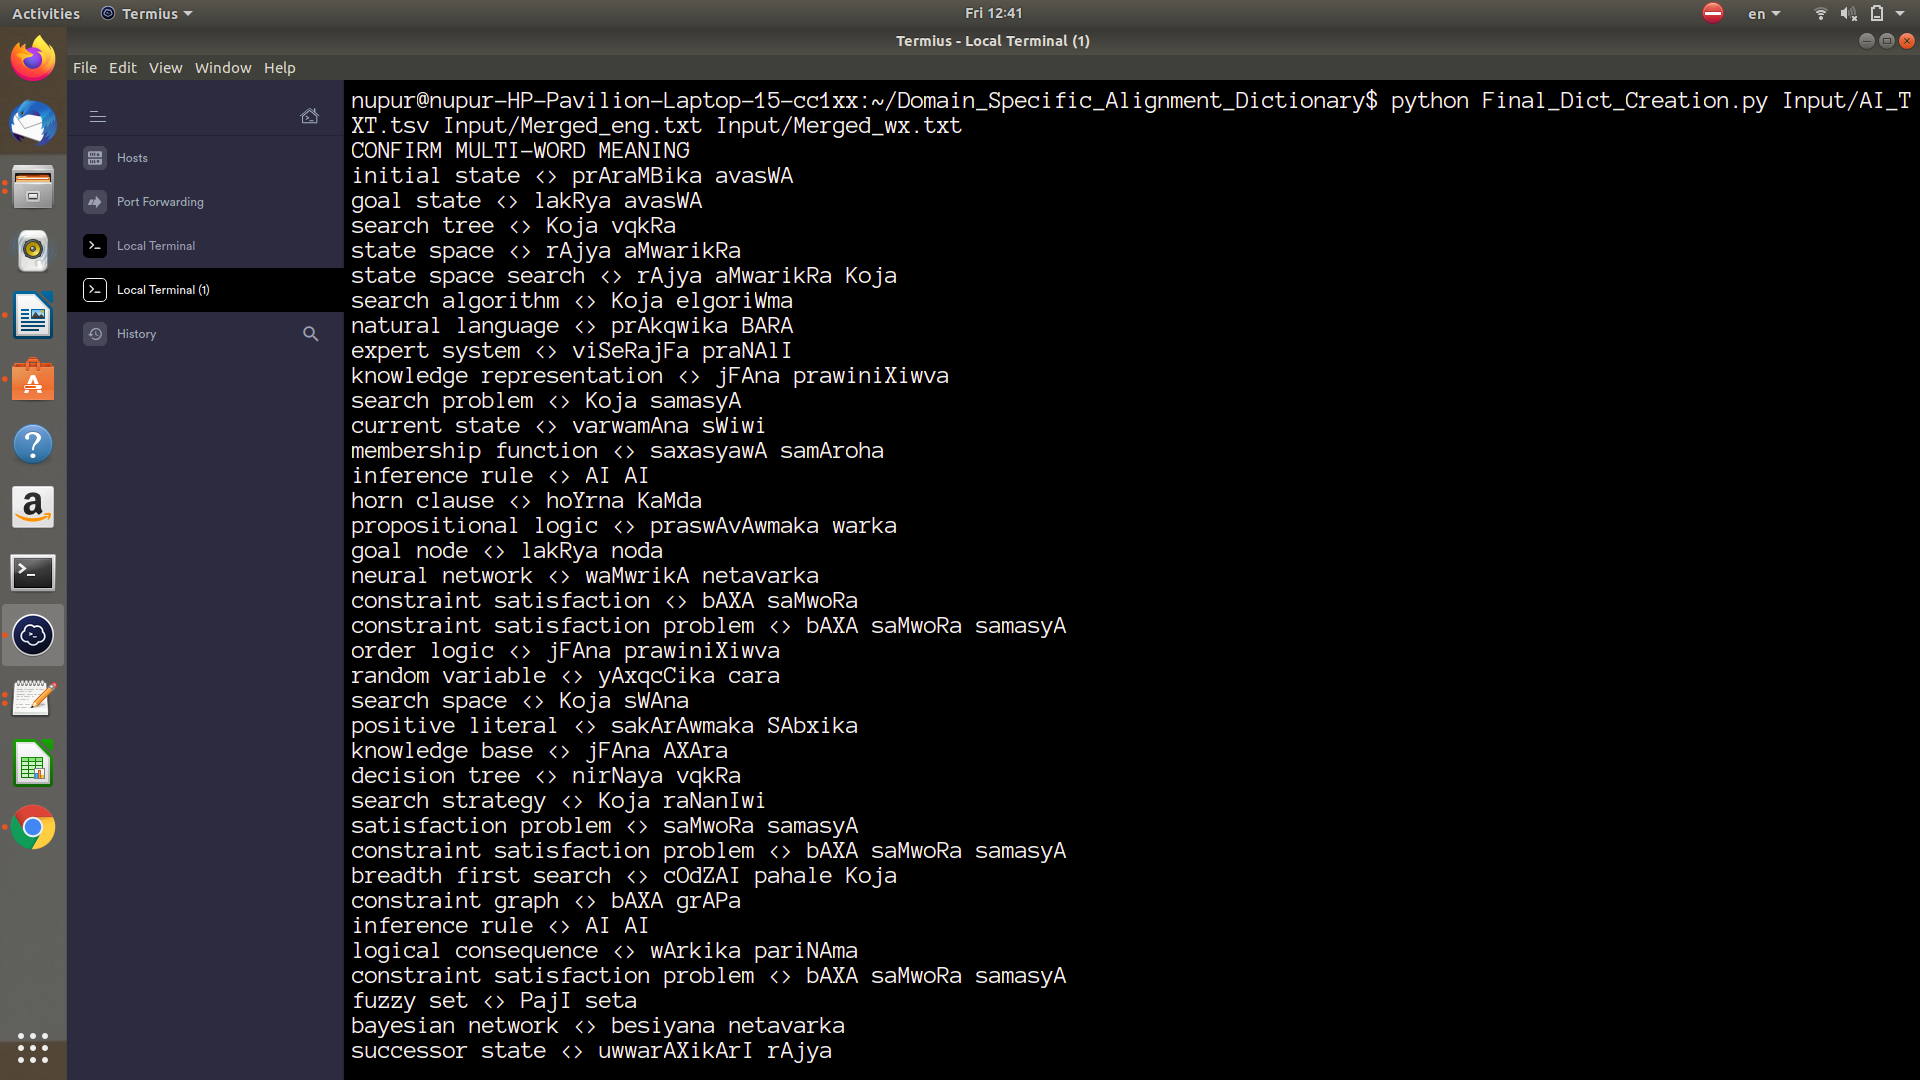 Activities
Termius
Fri 12:41
en
Termius - Local Terminal (1)
File Edit View Window Help
Hosts
Port Forwarding
Local Terminal
Local Terminal (1)
History
nupur@nupur-HP-Pavilion-Laptop-15-cc1xx:~/Domain_Specific_Alignment_Dictionary$ python Final_Dict_Creation.py Input/AI_T
XT.tsv Input/Merged_eng.txt Input/Merged_wx.txt
CONFIRM MULTI-WORD MEANING
initial state <> prAraMBika avasWA
goal state <> lakRya avasWA
search tree <> Koja vqkRa
state space <> rAjya aMwarikRa
state space search <> rAjya aMwarikRa Koja
search algorithm <> Koja elgoriWma
natural language <> prAkqwika BARA
expert system <> viSeRajFa praNAlI
knowledge representation <> jFAna prawiniXiwva
search problem <> Koja samasyA
current state <> varwamAna sWiwi
membership function <> saxasyawA samAroha
inference rule <> AI AI
horn clause <> hoYrna KaMda
propositional logic <> praswAvAwmaka warka
goal node <> lakRya noda
neural network <> waMwrikA netavarka
constraint satisfaction <> bAXA saMwoRa
constraint satisfaction problem <> bAXA saMwoRa samasyA
order logic <> jFAna prawiniXiwva
random variable <> yAxqcCika cara
search space <> Koja sWAna
positive literal <> sakArAwmaka SAbxika
knowledge base <> jFAna AXAra
decision tree <> nirNaya vqkRa
search strategy <> Koja raNanIwi
satisfaction problem <> saMwoRa samasyA
constraint satisfaction problem <> bAXA saMwoRa samasyA
breadth first search <> cOdZAI pahale Koja
constraint graph <> bAXA grAPa
inference rule <> AI AI
logical consequence <> wArkika pariNAma
constraint satisfaction problem <> bAXA saMwoRa samasyA
fuzzy set <> PajI seta
bayesian network <> besiyana netavarka
successor state <> uwwarAXikArI rAjya